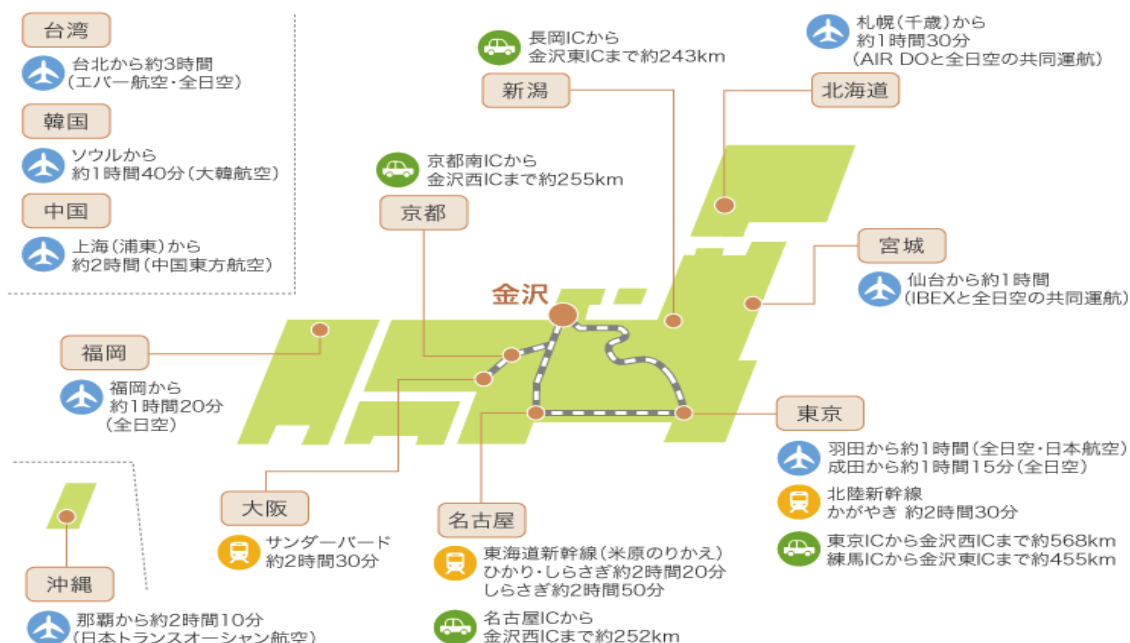 台湾
台北から約3時間
(エバー航空・全日空)
韓国
ソウルから
約1時間40分(大韓航空)
中国
上海(浦東)から
約2時間(中国東方航空)
長岡ICから
金沢東ICまで約243km
新潟
札幌(千歳)から
約1時間30分
(AIR DOと全日空の共同運航)
北海道
京都南ICから
金沢西ICまで約255km
京都
宮城
仙台から約1時間
(IBEXと全日空の共同運航)
金沢
福岡
福岡から
約1時間20分
(全日空)
東京
羽田から約1時間(全日空・日本航空)
成田から約1時間15分(全日空)
北陸新幹線
かがやき 約2時間30分
東京ICから金沢西ICまで約568km
練馬ICから金沢東ICまで約455km
大阪
サンダーバード
約2時間30分
名古屋
東海道新幹線(米原のりかえ)
ひかり・しらさぎ約2時間20分
しらさぎ約2時間50分
名古屋ICから
金沢西ICまで約252km
沖縄
那覇から約2時間10分
(日本トランスオーシャン航空)